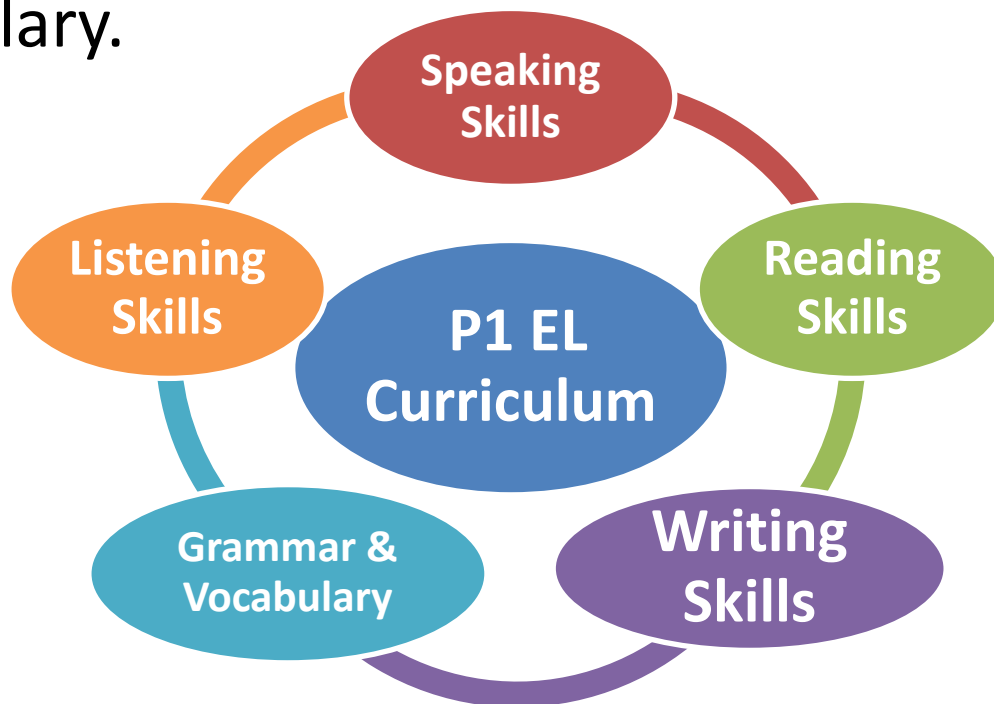 lary.
Speaking
Skills
Listening
Skills
Reading
Skills
P1 EL
Curriculum
Grammar &
Vocabulary
Writing
Skills